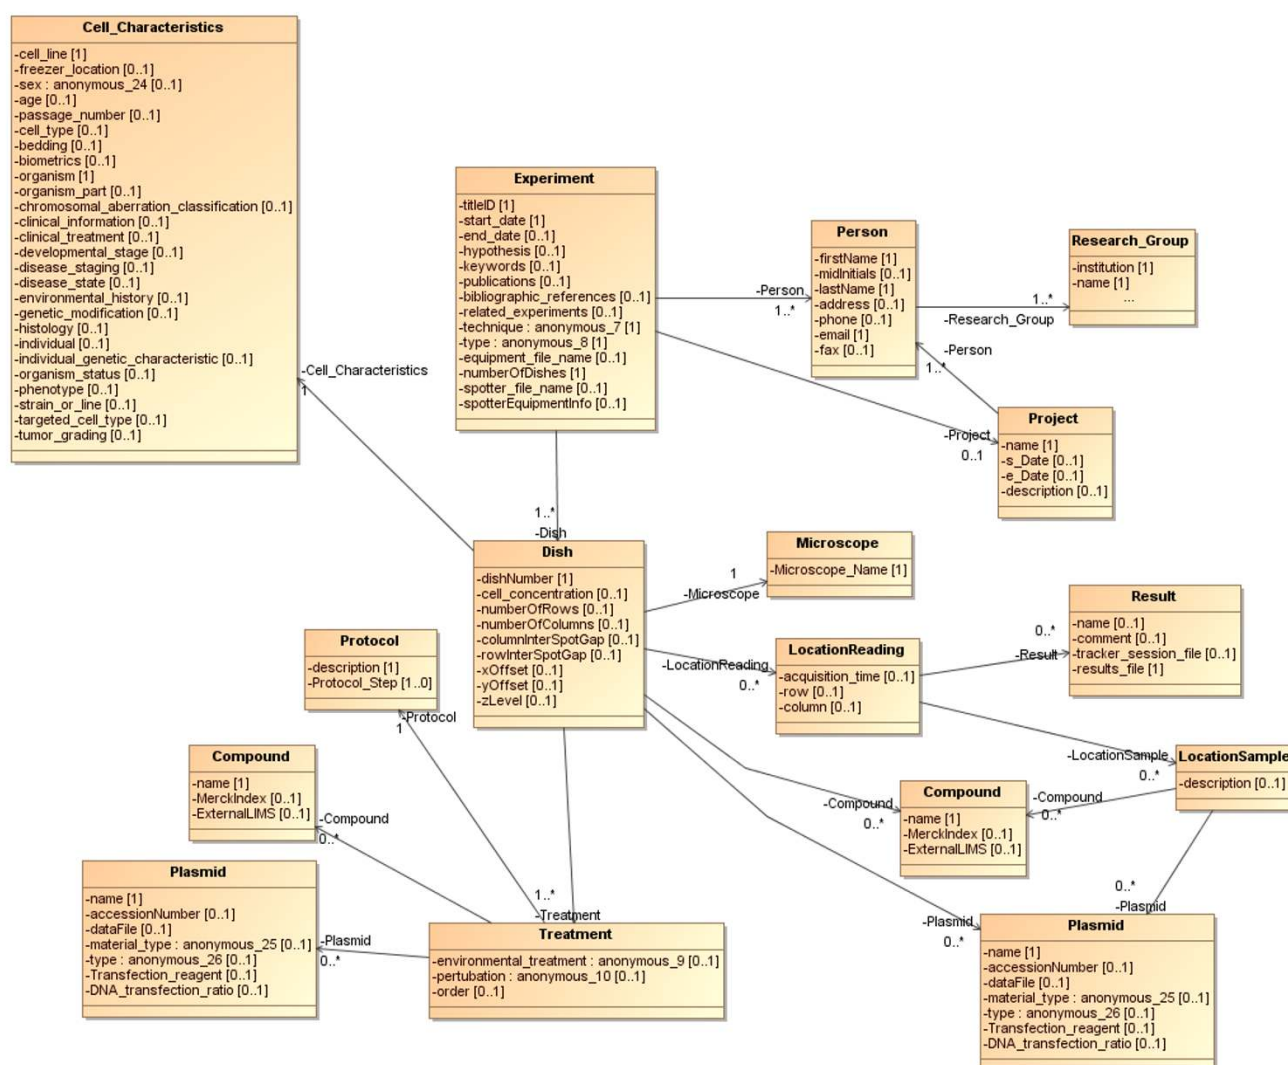 Cell_Characteristics
-cell_line [1]
-freezer_location [0..1]
-sex : anonymous_24 [0..1]
-age [0..1]
-passage_number [0..1]
-cell_type [0..1]
-bedding [0..1]
-biometrics [0..1]
-organism [1]
-organism_part [0..1]
-chromosomal_aberration_classification [0..1]
-clinical_information [0..1]
-clinical_treatment [0..1]
-developmental_stage [0..1]
-disease_staging [0..1]
-disease_state [0..1]
-environmental_history [0..1]
-genetic_modification [0..1]
-histology [0..1]
-individual [0..1]
-individual_genetic_characteristic [0..1]
-organism_status [0..1]
-phenotype [0..1]
-strain_or_line [0..1]
-targeted_cell_type [0..1]
-tumor_grading [0..1]
-Cell_Characteristics
1
Experiment
-titleID [1]
-start_date [1]
-end_date [0..1]
-hypothesis [0..1]
-keywords [0..1]
-publications [0..1]
-bibliographic_references [0..1]
-related_experiments [0..1]
-technique : anonymous_7 [1]
-type : anonymous_8 [1]
-equipment_file_name [0..1]
-numberOfDishes [1]
-spotter_file_name [0..1]
-spotterEquipmentInfo [0..1]
-Person
1..*
Person
-firstName [1]
-midInitials [0..1]
-lastName [1]
-address [0..1]
-phone [0..1]
-email [1]
-fax [0..1]
1..*
-Research_Group
Research_Group
-institution [1]
-name [1]
...
-Person
1..*
-Project
0..1
Project
-name [1]
-s_Date [0..1]
-e_Date [0..1]
-description [0..1]
1..*
-Dish
Dish
-dishNumber [1]
-cell_concentration [0..1]
-numberOfRows [0..1]
-numberOfColumns [0..1]
-columnInterSpotGap [0..1]
-rowInterSpotGap [0..1]
-xOffset [0..1]
-yOffset [0..1]
-zLevel [0..1]
1
-Microscope
Microscope
-Microscope_Name [1]
-LocationReading
0..*
LocationReading
-acquisition_time [0..1]
-row [0..1]
-column [0..1]
0..*
-Result
Result
-name [0..1]
-comment [0..1]
-tracker_session_file [0..1]
-results_file [1]
-LocationSample
0..*
LocationSample
-description [0..1]
Protocol
-description [1]
-Protocol_Step [1..0]
-Protocol
1
Compound
-name [1]
-MerckIndex [0..1]
-ExternalLIMS [0..1]
-Compound
0..*
-Compound
0..*
Compound
-name [1]
-MerckIndex [0..1]
-ExternalLIMS [0..1]
-Compound
0..*
Plasmid
-name [1]
-accessionNumber [0..1]
-dataFile [0..1]
-material_type : anonymous_25 [0..1]
-type : anonymous_26 [0..1]
-Transfection_reagent [0..1]
-DNA_transfection_ratio [0..1]
-Plasmid
0..*
1..*
-Treatment
Treatment
-environmental_treatment : anonymous_9 [0..1]
-pertubation : anonymous_10 [0..1]
-order [0..1]
-Plasmid
0..*
0..*
-Plasmid
Plasmid
-name [1]
-accessionNumber [0..1]
-dataFile [0..1]
-material_type : anonymous_25 [0..1]
-type : anonymous_26 [0..1]
-Transfection_reagent [0..1]
-DNA_transfection_ratio [0..1]